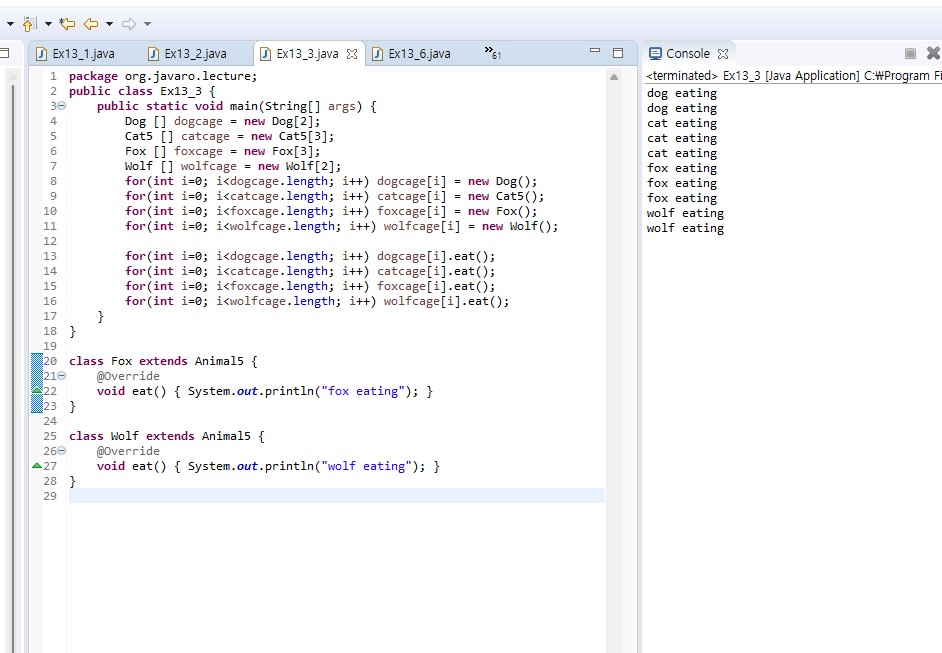 Ex13_1.java
Ex13_2.java
Ex13_3.java
Ex13_6.java
»61
1 package org.javaro.lecture;
2 public class Ex13_3 {
3     public static void main(String[] args) {
4         Dog [] dogcage = new Dog[2];
5         Cat5 [] catcage = new Cat5[3];
6         Fox [] foxcage = new Fox[3];
7         Wolf [] wolfcage = new Wolf[2];
8         for(int i=0; i<dogcage.length; i++) dogcage[i] = new Dog();
9         for(int i=0; i<catcage.length; i++) catcage[i] = new Cat5();
10         for(int i=0; i<foxcage.length; i++) foxcage[i] = new Fox();
11         for(int i=0; i<wolfcage.length; i++) wolfcage[i] = new Wolf();
12
13         for(int i=0; i<dogcage.length; i++) dogcage[i].eat();
14         for(int i=0; i<catcage.length; i++) catcage[i].eat();
15         for(int i=0; i<foxcage.length; i++) foxcage[i].eat();
16         for(int i=0; i<wolfcage.length; i++) wolfcage[i].eat();
17     }
18 }
19
20 class Fox extends Animal5 {
21     @Override
22     void eat() { System.out.println("fox eating"); }
23 }
24
25 class Wolf extends Animal5 {
26     @Override
27     void eat() { System.out.println("wolf eating"); }
28 }
29
Console
<terminated> Ex13_3 [Java Application] C:₩Program Fi
dog eating
dog eating
cat eating
cat eating
cat eating
fox eating
fox eating
fox eating
wolf eating
wolf eating